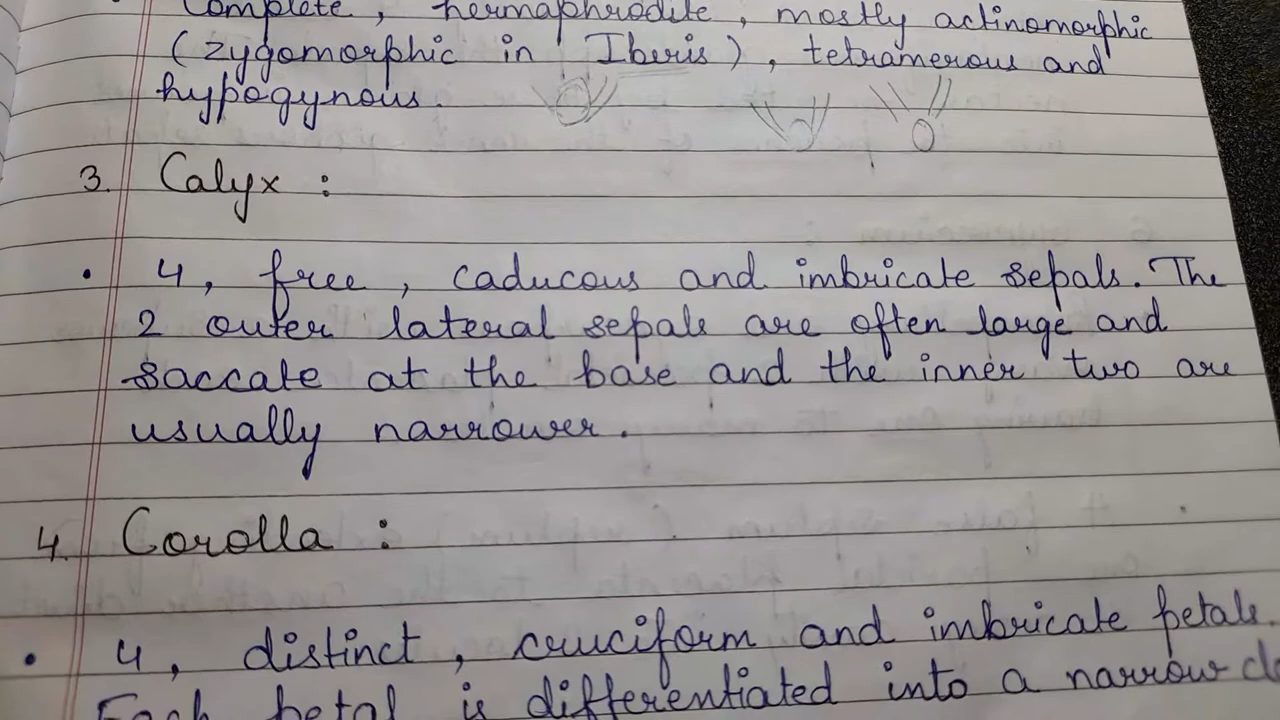 Complete, hermaphrodite, mostly actinomorphic
(zygomorphic in Iberis), tetramerous and
hypogynous.
3. Calyx :
• 4, free, caducous and imbricate sepals. The
2 outer lateral sepals are often large and
saccate at the base and the inner two are
usually narrower.
4. Corolla :
• 4, distinct, cruciform and imbricate petals.
Each petal is differentiated into a narrow